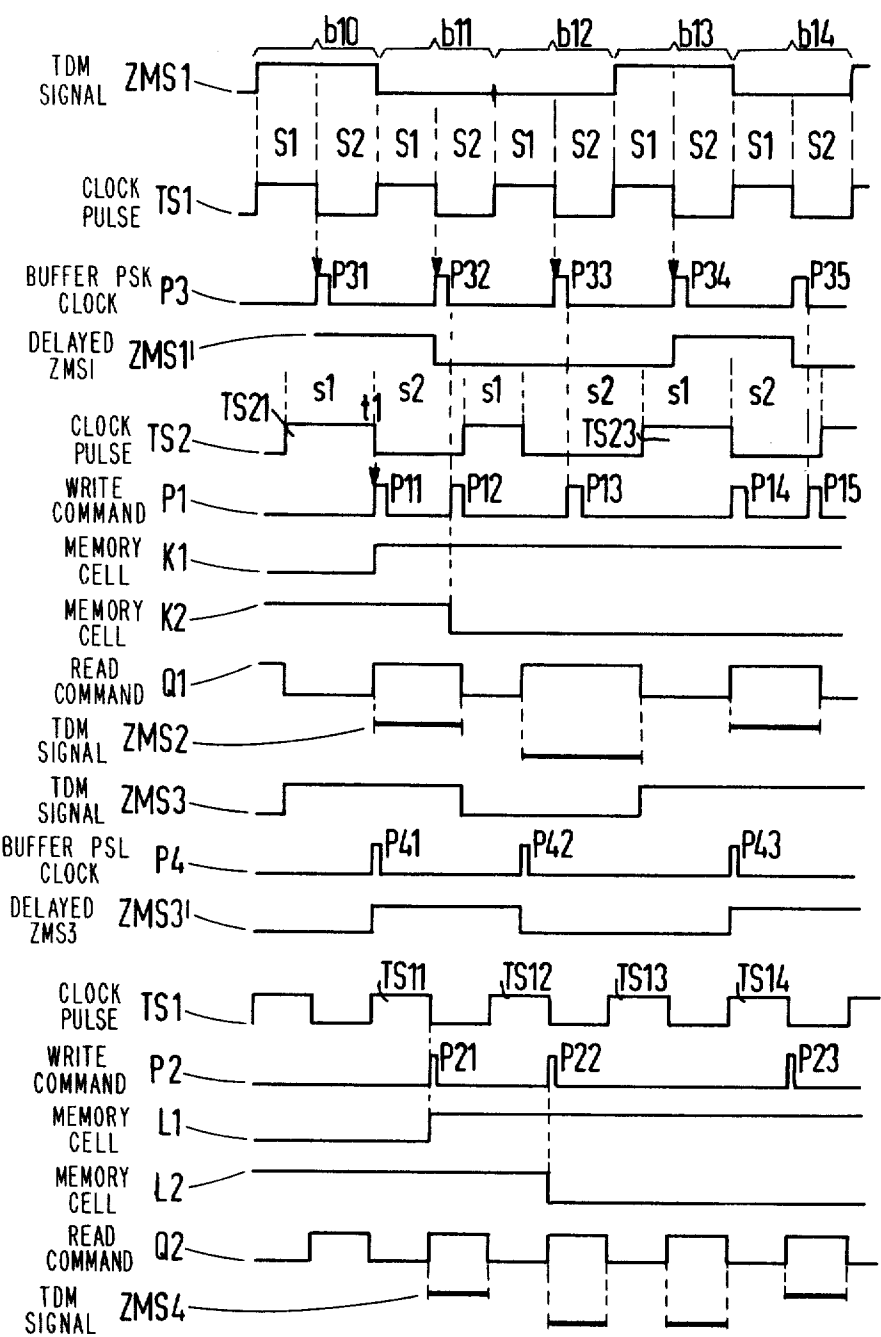 b10 b11 b12 b13 b14
TDM SIGNAL ZMS1
S1 S2 S1 S2 S1 S2 S1 S2 S1 S2
CLOCK PULSE TS1
BUFFER PSK CLOCK P3 P31 P32 P33 P34 P35
DELAYED ZMS1 ZMS1'
s1 s2 s1 s2 s1 s2
CLOCK PULSE TS2 TS21 t1 TS23
WRITE COMMAND P1 P11 P12 P13 P14 P15
MEMORY CELL K1
MEMORY CELL K2
READ COMMAND Q1
TDM SIGNAL ZMS2
TDM SIGNAL ZMS3
BUFFER PSL CLOCK P4 P41 P42 P43
DELAYED ZMS3 ZMS3'
CLOCK PULSE TS1 TS11 TS12 TS13 TS14
WRITE COMMAND P2 P21 P22 P23
MEMORY CELL L1
MEMORY CELL L2
READ COMMAND Q2
TDM SIGNAL ZMS4